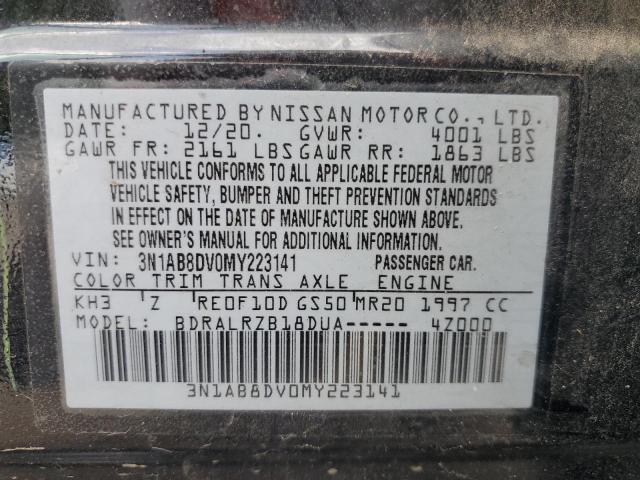 MANUFACTURED BY NISSAN MOTOR CO., LTD.
DATE: 12/20. GVWR: 4001 LBS
GAWR FR: 2161 LBS GAWR RR: 1863 LBS
THIS VEHICLE CONFORMS TO ALL APPLICABLE FEDERAL MOTOR
VEHICLE SAFETY, BUMPER AND THEFT PREVENTION STANDARDS
IN EFFECT ON THE DATE OF MANUFACTURE SHOWN ABOVE.
SEE OWNER'S MANUAL FOR ADDITIONAL INFORMATION.
VIN: 3N1AB8DV0MY223141 PASSENGER CAR.
COLOR TRIM TRANS AXLE ENGINE
KH3 Z RE0F10D GS50 MR20 1997 CC
MODEL: BDRALRZB18DUA----- 4Z000
3N1AB8DV0MY223141